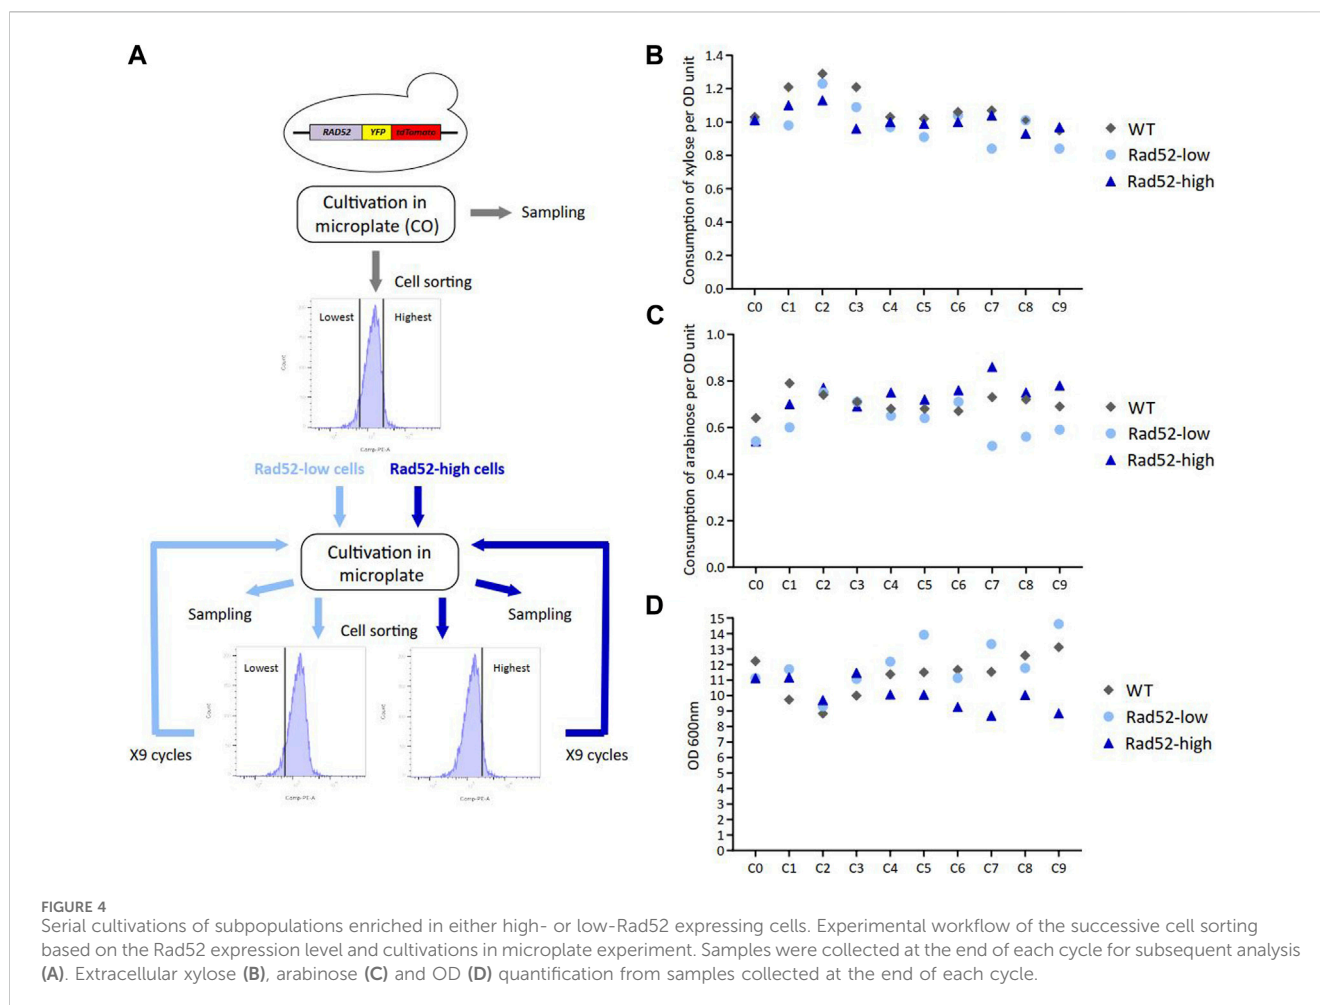 A
RAD52 YFP tdTomato
Cultivation in
microplate (CO)
Sampling
Cell sorting
Lowest Highest
Count
Comp-PE-A
Rad52-low cells Rad52-high cells
Cultivation in
microplate
Sampling
Sampling
Cell sorting
Lowest
Highest
Count
Count
Comp-PE-A
Comp-PE-A
X9 cycles
X9 cycles
B
Consumption of xylose per OD unit
1.4
1.2
1.0
0.8
0.6
0.4
0.2
0.0
C0 C1 C2 C3 C4 C5 C6 C7 C8 C9
WT
Rad52-low
Rad52-high
C
Consumption of arabinose per OD unit
1.0
0.8
0.6
0.4
0.2
0.0
C0 C1 C2 C3 C4 C5 C6 C7 C8 C9
WT
Rad52-low
Rad52-high
D
OD 600nm
15
14
13
12
11
10
9
8
7
6
5
4
3
2
1
0
C0 C1 C2 C3 C4 C5 C6 C7 C8 C9
WT
Rad52-low
Rad52-high
FIGURE 4
Serial cultivations of subpopulations enriched in either high- or low-Rad52 expressing cells. Experimental workflow of the successive cell sorting
based on the Rad52 expression level and cultivations in microplate experiment. Samples were collected at the end of each cycle for subsequent analysis
(A). Extracellular xylose (B), arabinose (C) and OD (D) quantification from samples collected at the end of each cycle.